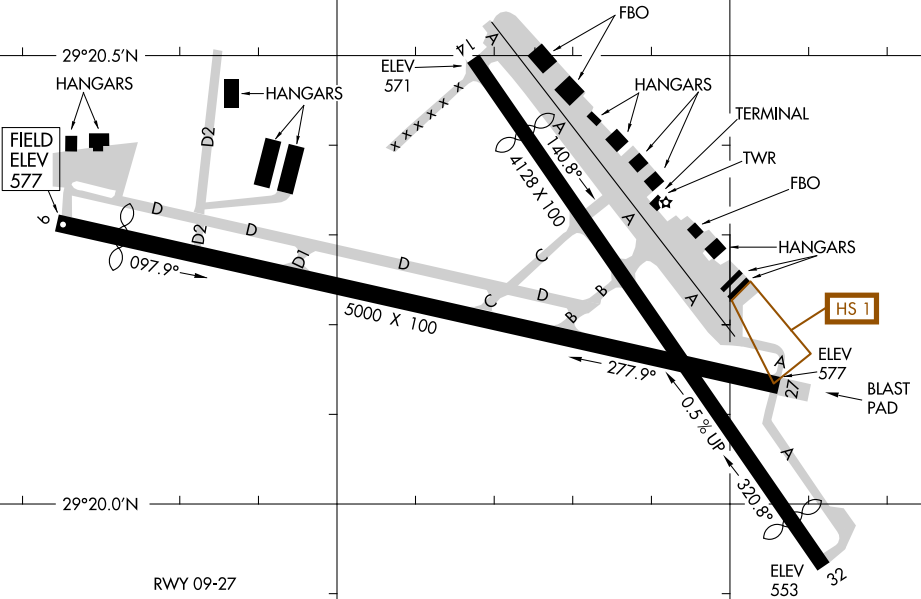 FBO
14
A
29°20.5'N
ELEV
571
HANGARS
HANGARS
HANGARS
X X X X X X
D2
A
TERMINAL
FIELD
ELEV
577
140.8°
4128 X 100
TWR
FBO
D
A
9
D2
D
HANGARS
D1
D
C
097.9°
C
D
B
A
HS 1
5000 X 100
B
A
ELEV
577
277.9°
27
BLAST
PAD
0.5% UP
A
320.8°
29°20.0'N
RWY 09-27
ELEV
553
32